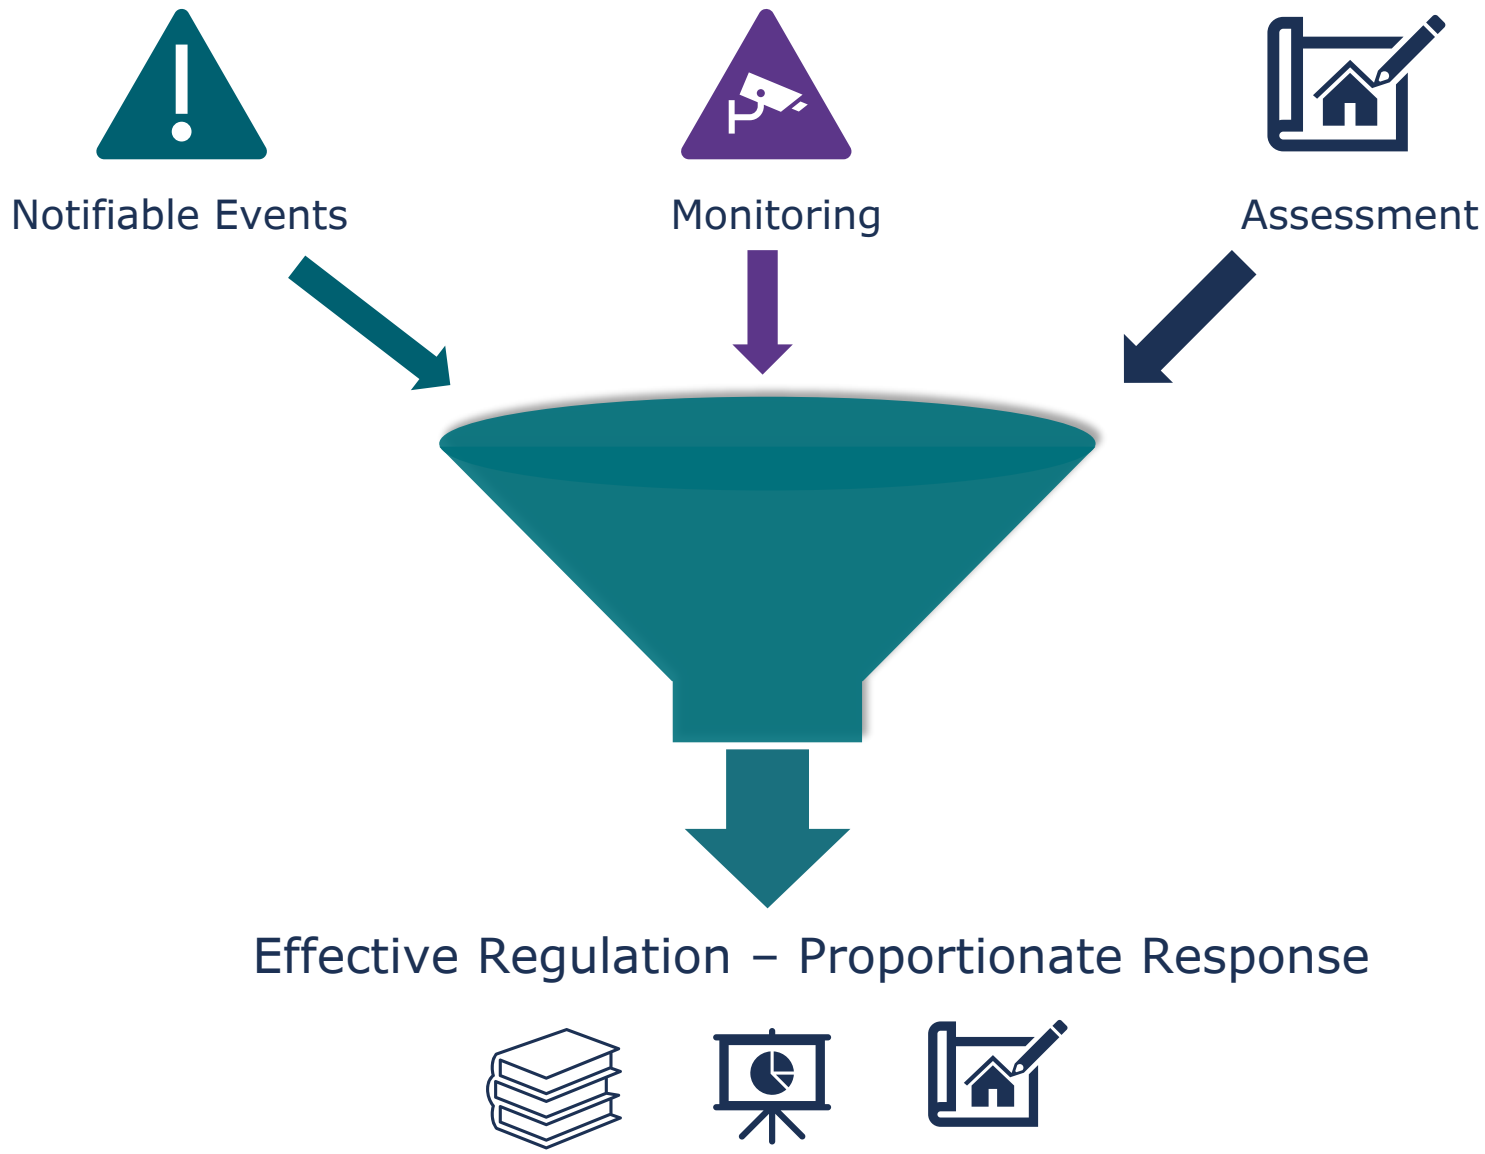 Notifiable Events
Monitoring
Assessment
Effective Regulation – Proportionate Response